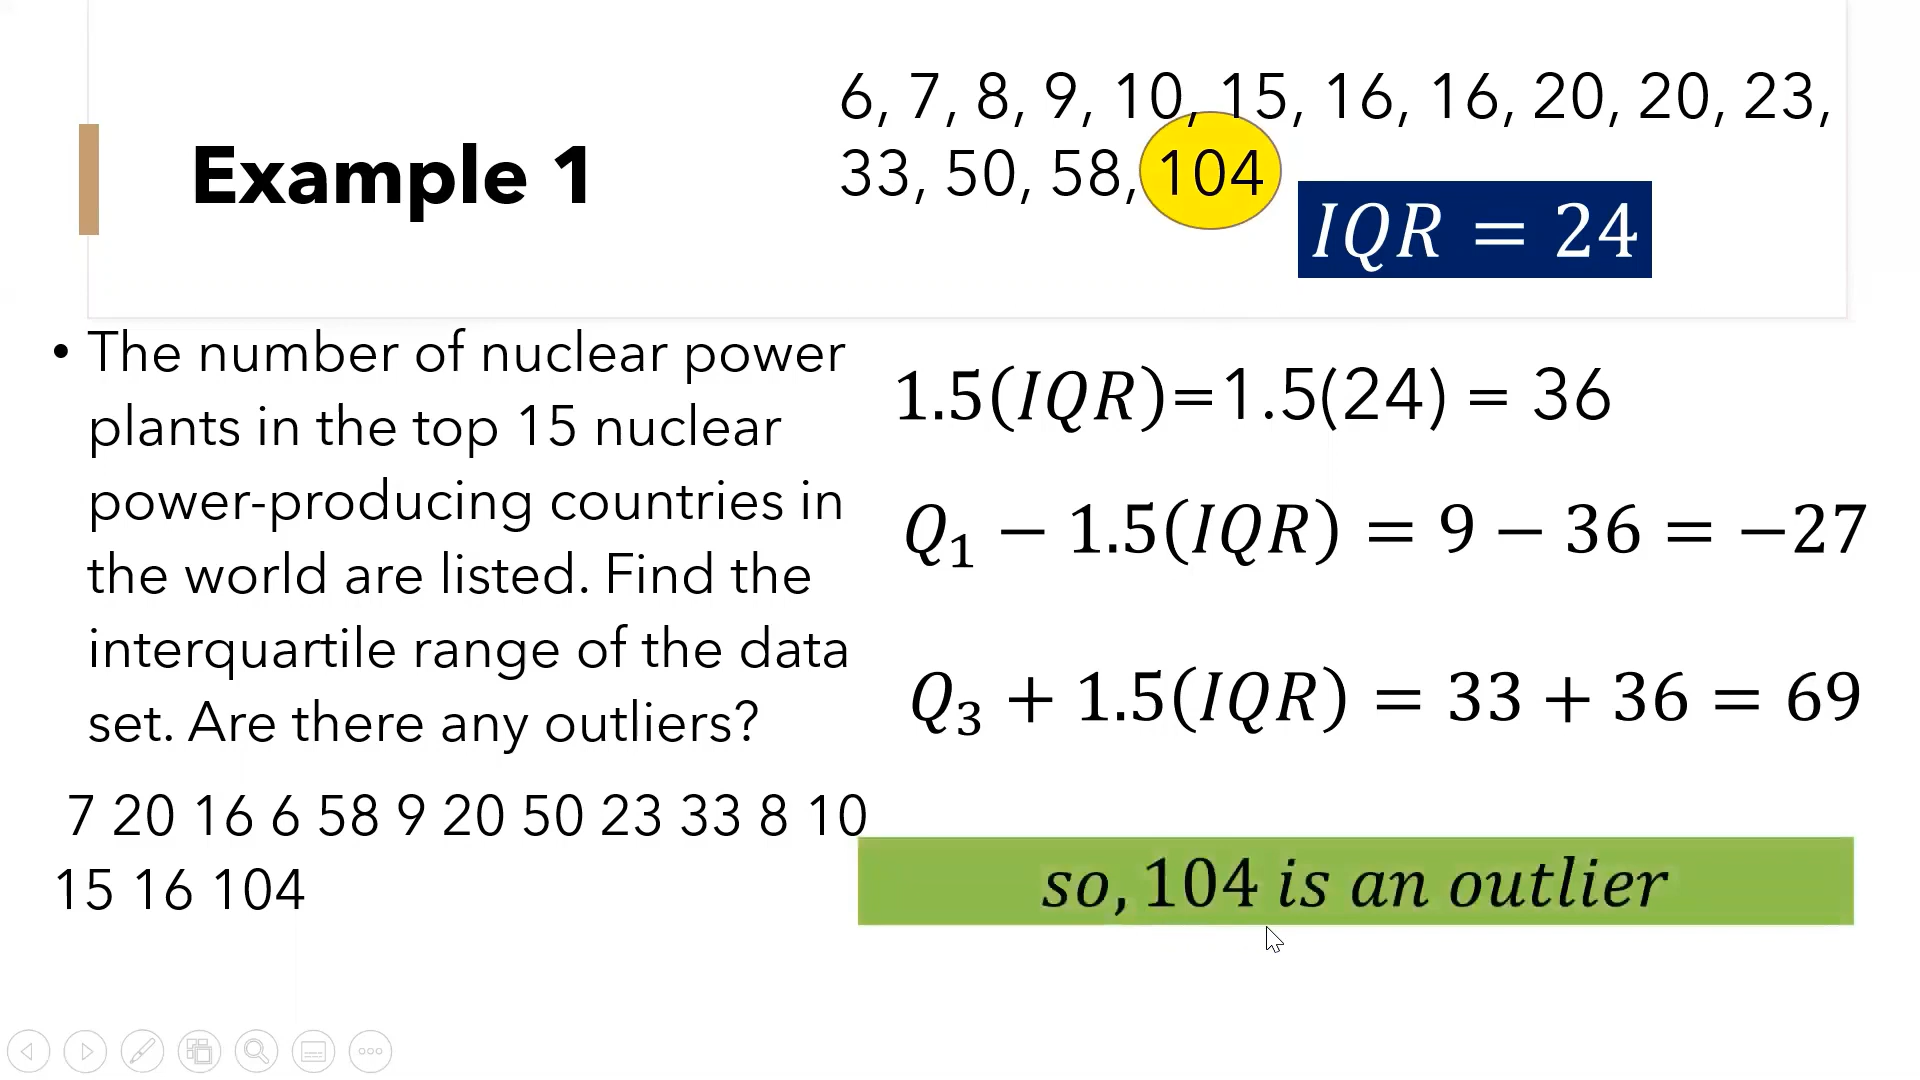 Example 1
6, 7, 8, 9, 10, 15, 16, 16, 20, 20, 23,
33, 50, 58, 104
IQR = 24
• The number of nuclear power
plants in the top 15 nuclear
power-producing countries in
the world are listed. Find the
interquartile range of the data
set. Are there any outliers?
7 20 16 6 58 9 20 50 23 33 8 10
15 16 104
1.5(IQR)=1.5(24) = 36
Q₁ − 1.5(IQR) = 9 − 36 = −27
Q₃ + 1.5(IQR) = 33 + 36 = 69
so, 104 is an outlier